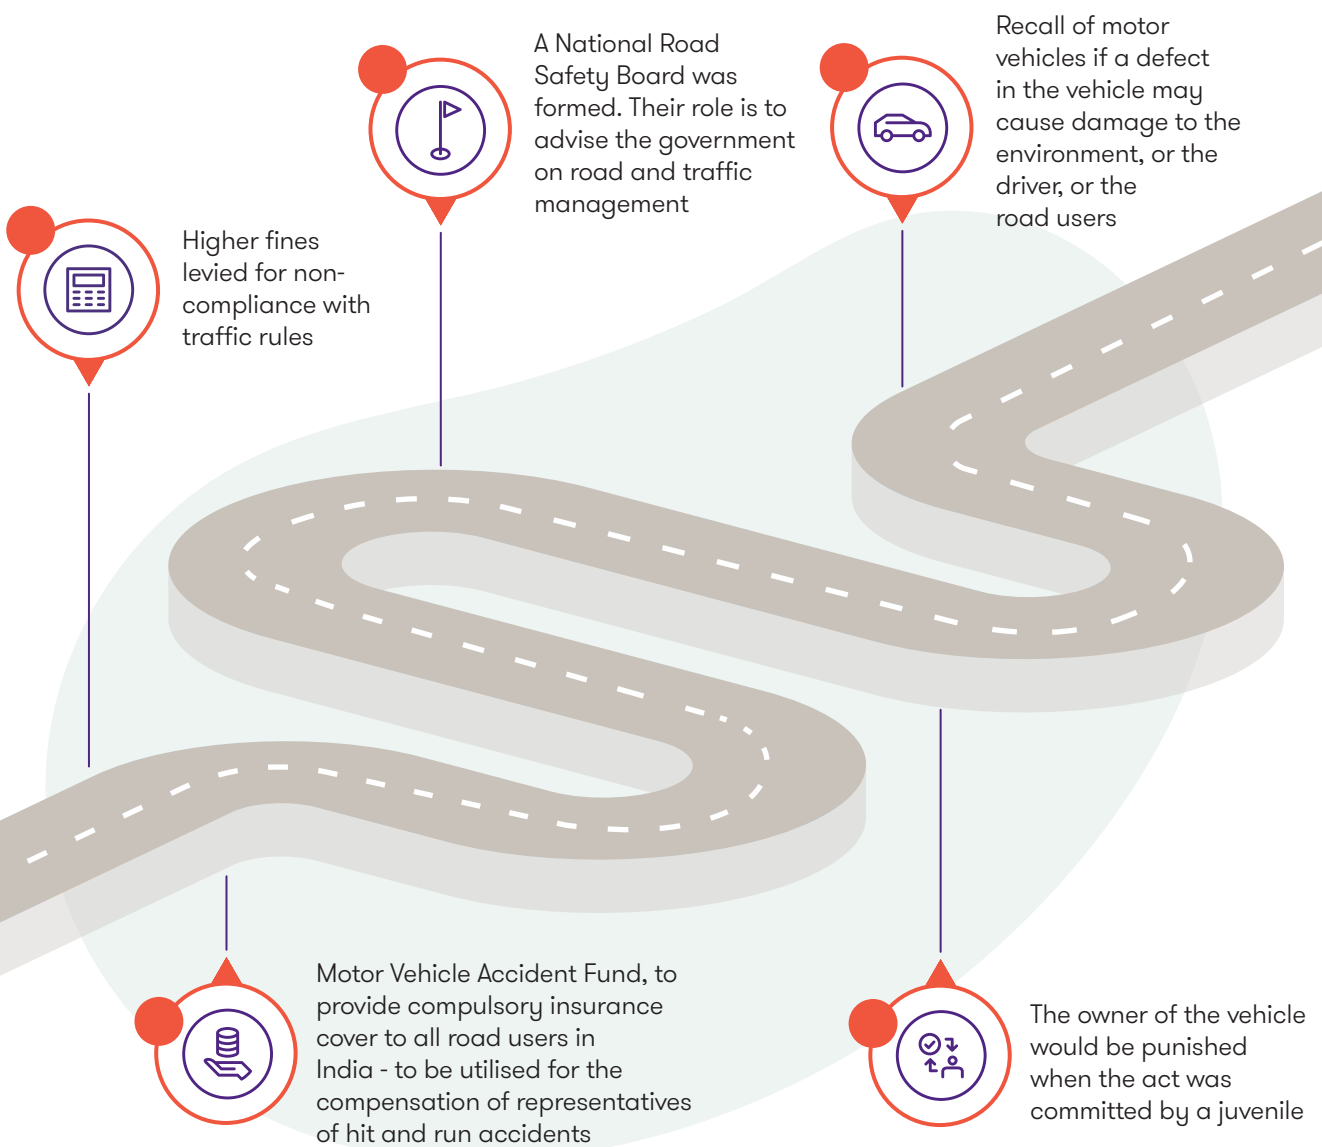 Higher fines
levied for non-
compliance with
traffic rules
A National Road
Safety Board was
formed. Their role is to
advise the government
on road and traffic
management
Recall of motor
vehicles if a defect
in the vehicle may
cause damage to the
environment, or the
driver, or the
road users
Motor Vehicle Accident Fund, to
provide compulsory insurance
cover to all road users in
India - to be utilised for the
compensation of representatives
of hit and run accidents
The owner of the vehicle
would be punished
when the act was
committed by a juvenile